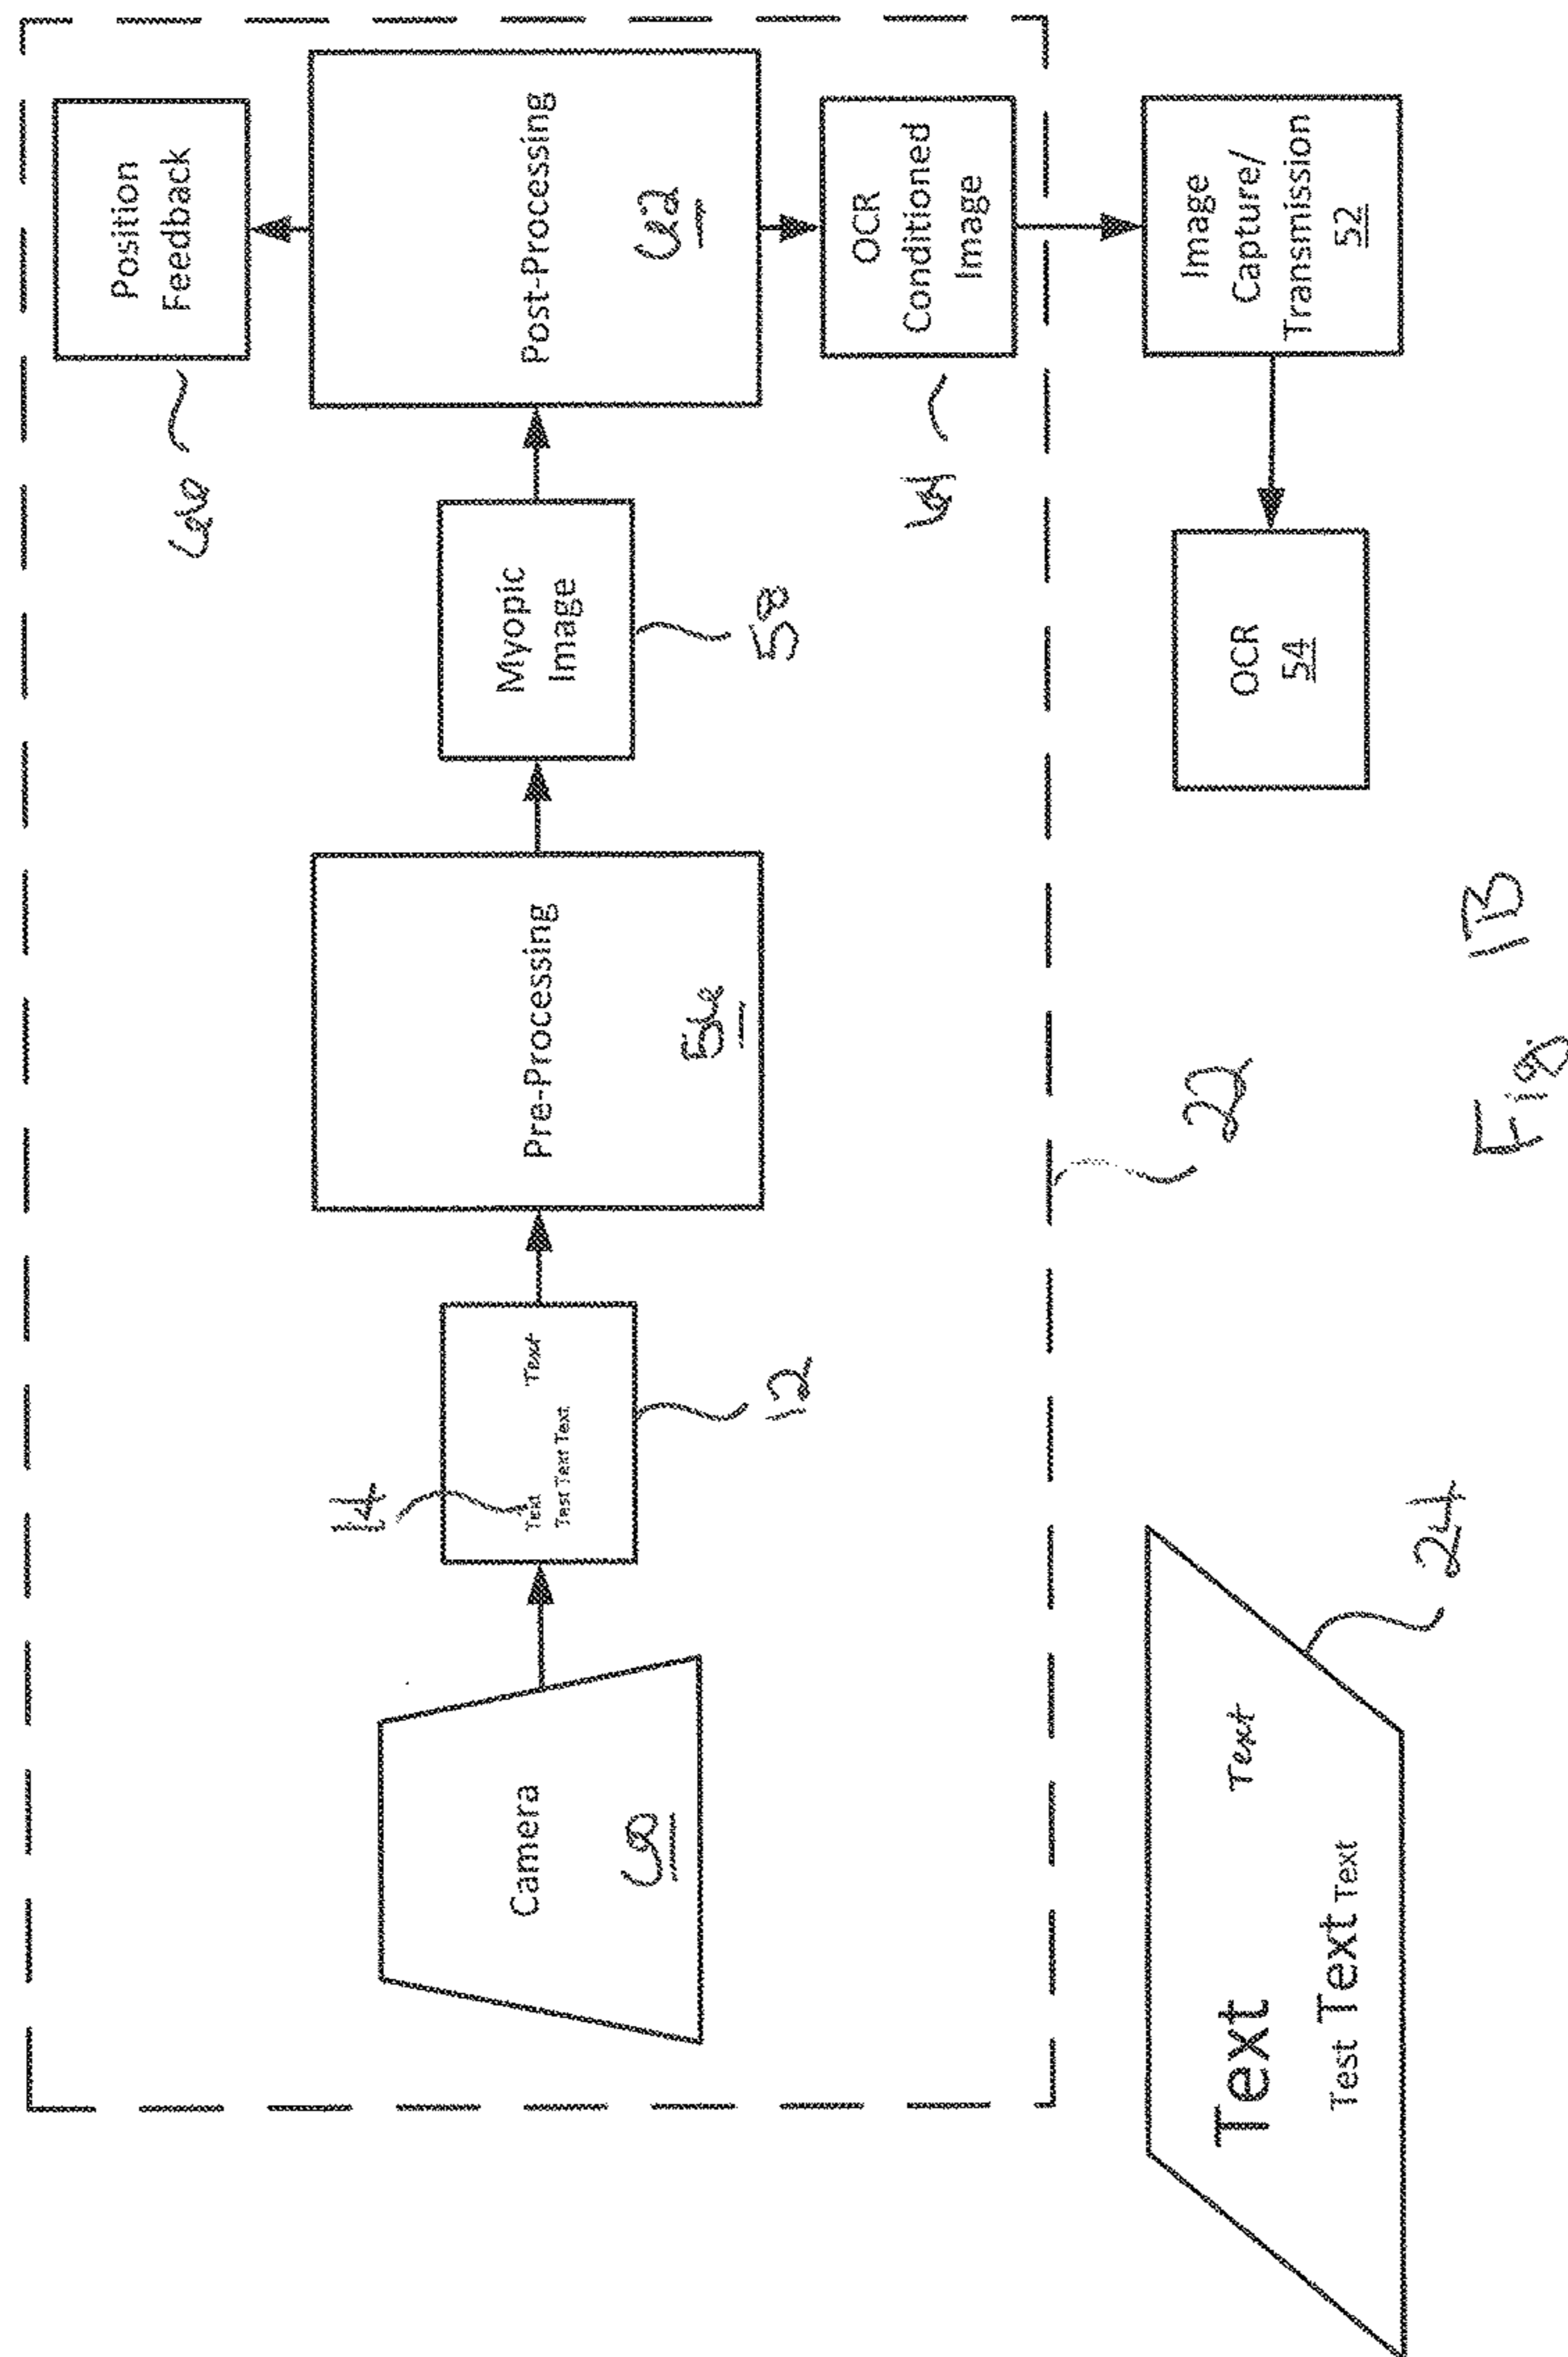 Position
Feedback
66
Post-Processing
62
OCR
Conditioned
Image
64
Image
Capture/
Transmission
52
OCR
54
Myopic
Image
58
Pre-Processing
56
14
Text
Text
Test Text Text
12
Camera
60
22
Text
Text
Test Text Text
24
Fig 1B